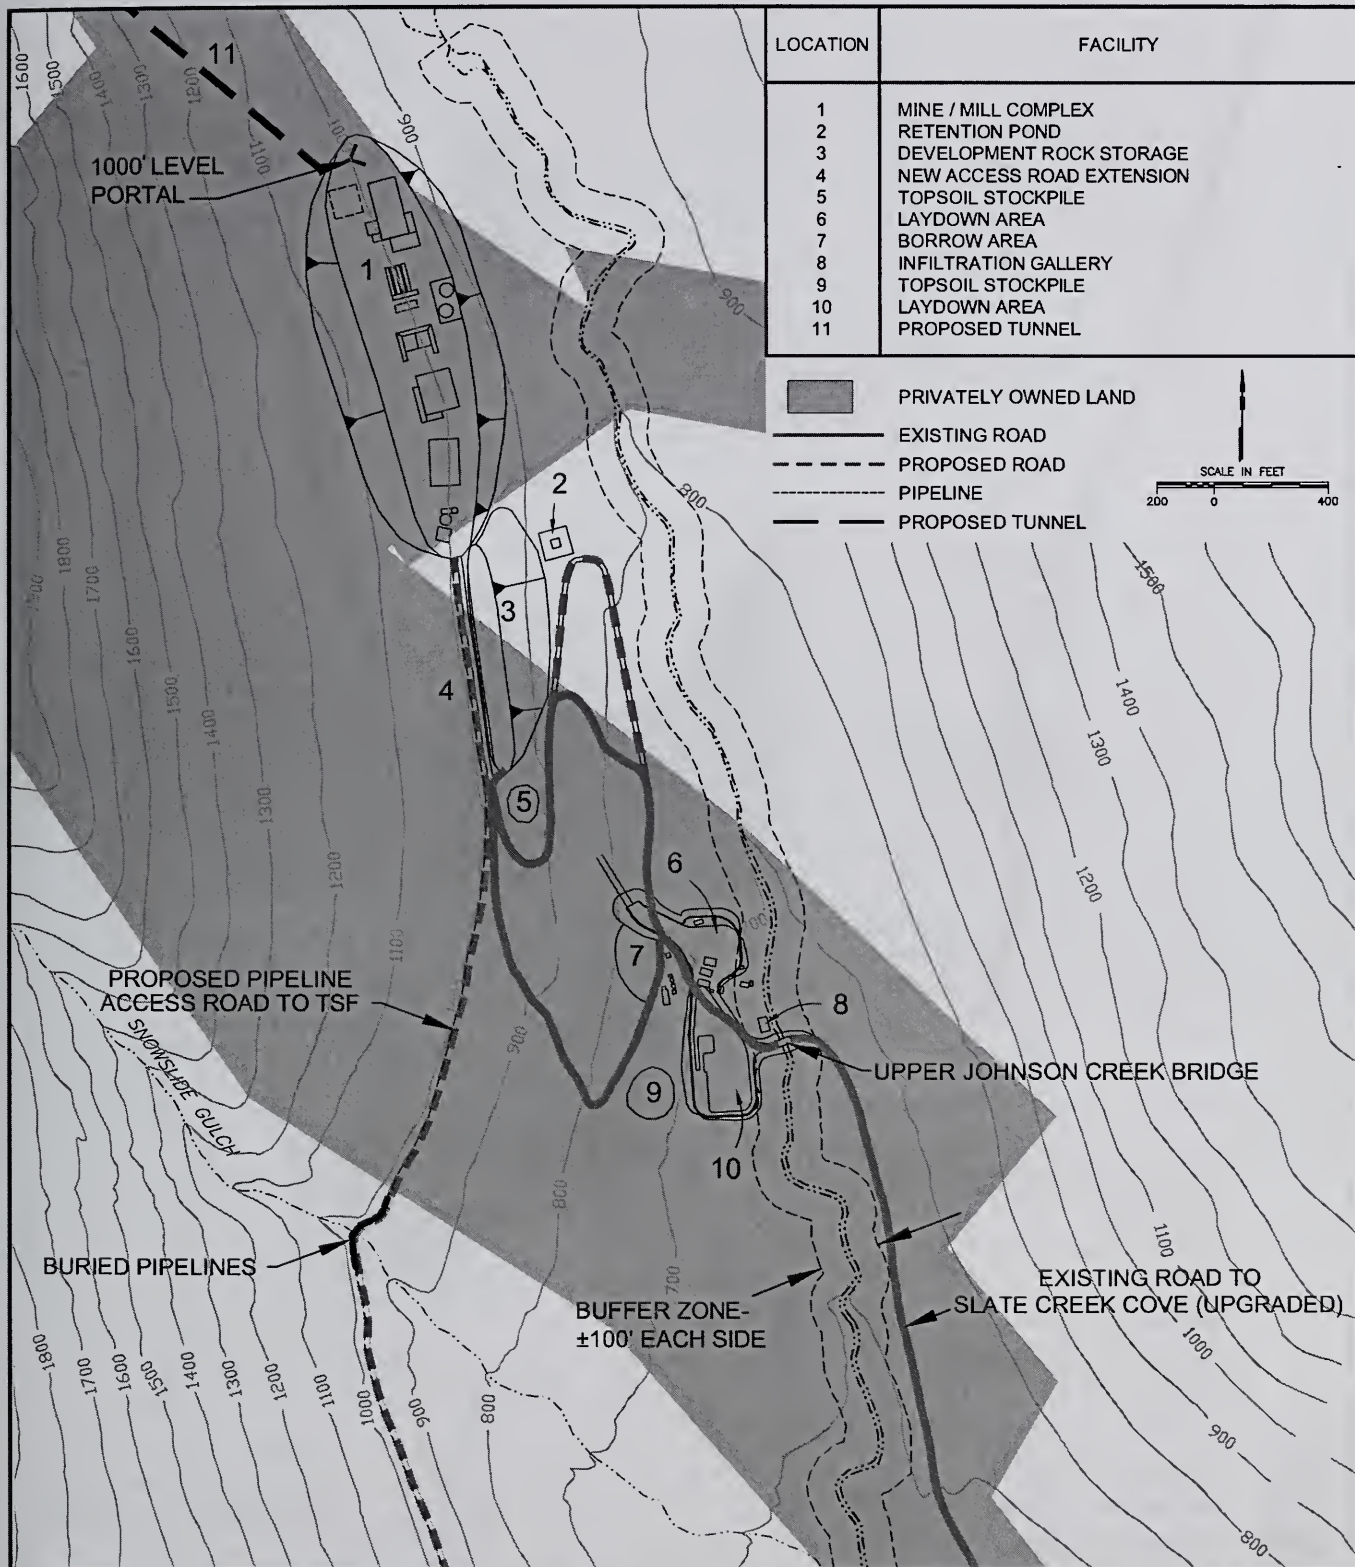 LOCATION FACILITY
1 MINE / MILL COMPLEX
2 RETENTION POND
3 DEVELOPMENT ROCK STORAGE
4 NEW ACCESS ROAD EXTENSION
5 TOPSOIL STOCKPILE
6 LAYDOWN AREA
7 BORROW AREA
8 INFILTRATION GALLERY
9 TOPSOIL STOCKPILE
10 LAYDOWN AREA
11 PROPOSED TUNNEL
PRIVATELY OWNED LAND
EXISTING ROAD
PROPOSED ROAD
PIPELINE
PROPOSED TUNNEL
SCALE IN FEET
200 0 400
1600
1500
1400
1300
1200
1100
900
11
1000' LEVEL
PORTAL
1
900
800
2
3
4
5
6
7
8
9
10
1800
1700
1600
1500
1400
1300
1200
1100
900
800
700
1500
1400
1300
1200
1100
1000
900
800
PROPOSED PIPELINE
ACCESS ROAD TO TSF
SNOWSLIDE GULCH
BURIED PIPELINES
UPPER JOHNSON CREEK BRIDGE
BUFFER ZONE-
±100' EACH SIDE
EXISTING ROAD TO
SLATE CREEK COVE (UPGRADED)
1800
1700
1600
1500
1400
1300
1200
1100
1000
900
800